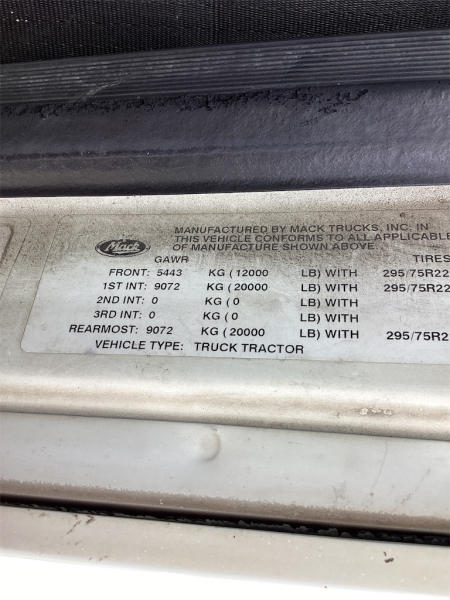 Mack
MANUFACTURED BY MACK TRUCKS, INC. IN
THIS VEHICLE CONFORMS TO ALL APPLICABLE
OF MANUFACTURE SHOWN ABOVE.
GAWR TIRES
FRONT: 5443 KG ( 12000 LB) WITH 295/75R22
1ST INT: 9072 KG ( 20000 LB) WITH 295/75R22
2ND INT: 0 KG ( 0 LB)
3RD INT: 0 KG ( 0 LB)
REARMOST: 9072 KG ( 20000 LB) WITH 295/75R2
VEHICLE TYPE: TRUCK TRACTOR